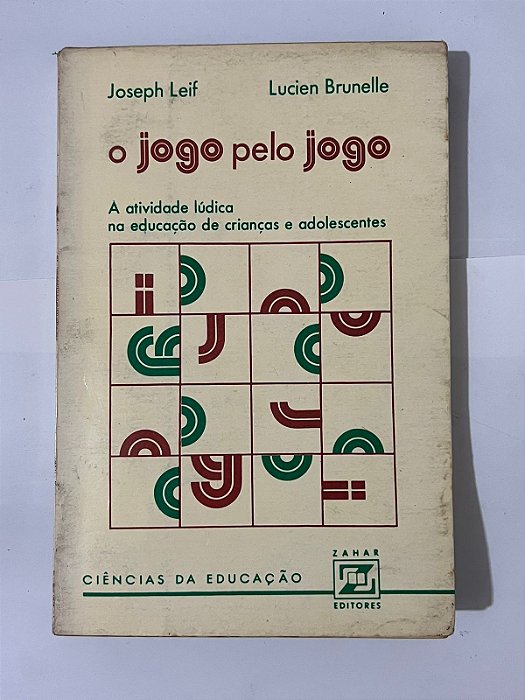 Joseph Leif Lucien Brunelle
o jogo pelo jogo
A atividade lúdica
na educação de crianças e adolescentes
CIÊNCIAS DA EDUCAÇÃO
ZAHAR
EDITORES